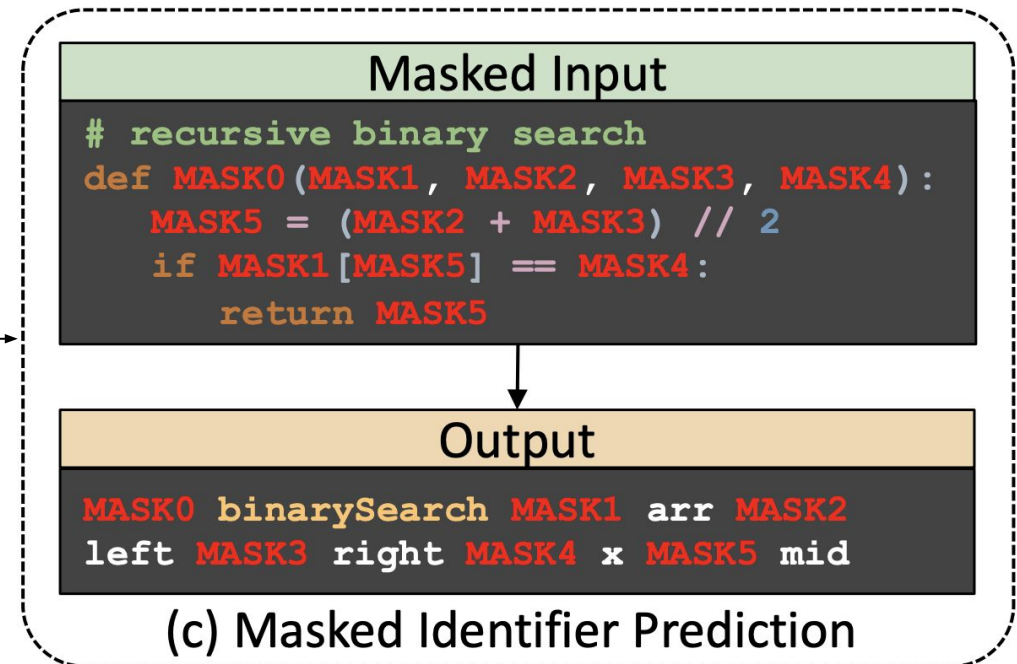 Masked Input
# recursive binary search
def MASK0(MASK1, MASK2, MASK3, MASK4):
MASK5 = (MASK2 + MASK3) // 2
if MASK1[MASK5] == MASK4:
return MASK5
Output
MASK0 binarySearch MASK1 arr MASK2
left MASK3 right MASK4 x MASK5 mid
(c) Masked Identifier Prediction